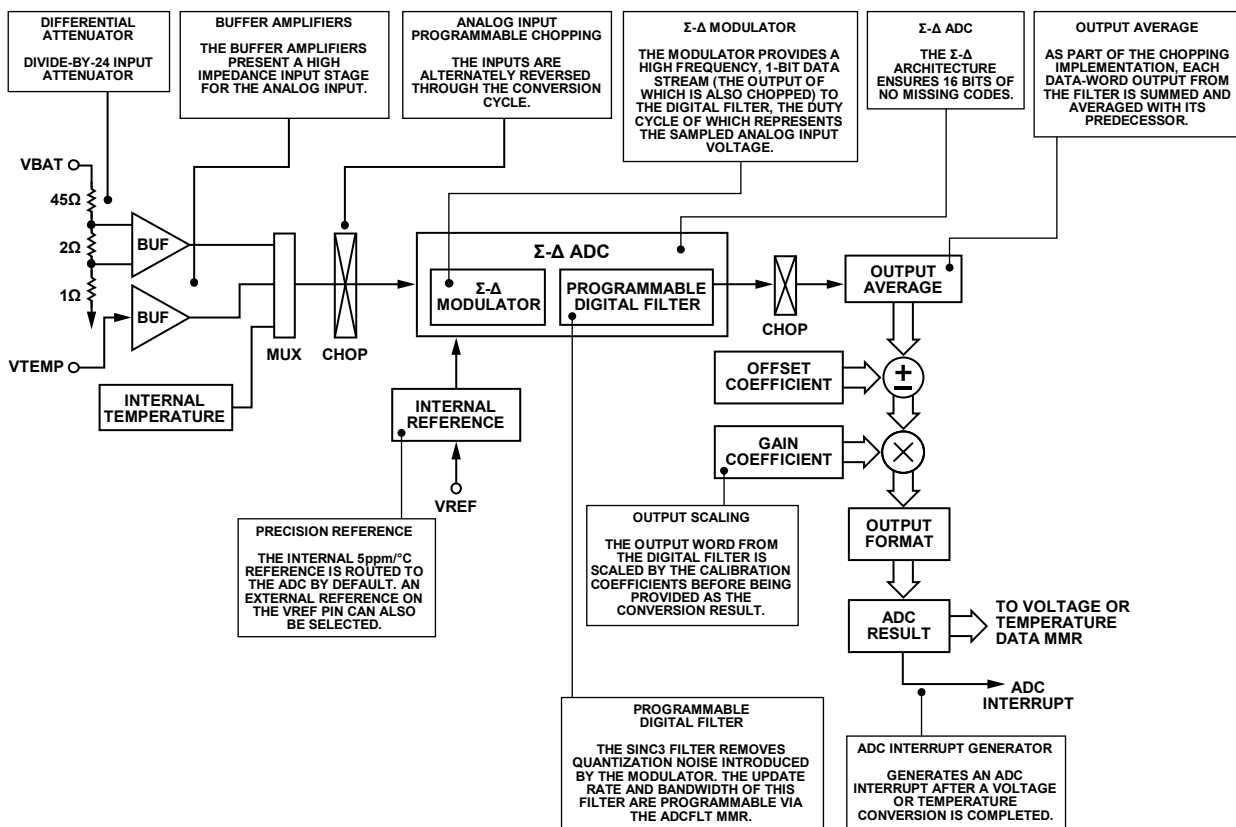 DIFFERENTIAL
ATTENUATOR
DIVIDE-BY-24 INPUT
ATTENUATOR
BUFFER AMPLIFIERS
THE BUFFER AMPLIFIERS
PRESENT A HIGH
IMPEDANCE INPUT STAGE
FOR THE ANALOG INPUT.
ANALOG INPUT
PROGRAMMABLE CHOPPING
THE INPUTS ARE
ALTERNATELY REVERSED
THROUGH THE CONVERSION
CYCLE.
Σ-Δ MODULATOR
THE MODULATOR PROVIDES A
HIGH FREQUENCY, 1-BIT DATA
STREAM (THE OUTPUT OF
WHICH IS ALSO CHOPPED) TO
THE DIGITAL FILTER, THE DUTY
CYCLE OF WHICH REPRESENTS
THE SAMPLED ANALOG INPUT
VOLTAGE.
Σ-Δ ADC
THE Σ-Δ
ARCHITECTURE
ENSURES 16 BITS OF
NO MISSING CODES.
OUTPUT AVERAGE
AS PART OF THE CHOPPING
IMPLEMENTATION, EACH
DATA-WORD OUTPUT FROM
THE FILTER IS SUMMED AND
AVERAGED WITH ITS
PREDECESSOR.
VBAT
45Ω
2Ω
1Ω
BUF
BUF
VTEMP
INTERNAL
TEMPERATURE
MUX
CHOP
Σ-Δ ADC
Σ-Δ
MODULATOR
PROGRAMMABLE
DIGITAL FILTER
CHOP
OUTPUT
AVERAGE
INTERNAL
REFERENCE
VREF
OFFSET
COEFFICIENT
±
GAIN
COEFFICIENT
×
OUTPUT
FORMAT
ADC
RESULT
TO VOLTAGE OR
TEMPERATURE
DATA MMR
ADC
INTERRUPT
PRECISION REFERENCE
THE INTERNAL 5ppm/°C
REFERENCE IS ROUTED TO
THE ADC BY DEFAULT. AN
EXTERNAL REFERENCE ON
THE VREF PIN CAN ALSO
BE SELECTED.
OUTPUT SCALING
THE OUTPUT WORD FROM
THE DIGITAL FILTER IS
SCALED BY THE CALIBRATION
COEFFICIENTS BEFORE BEING
PROVIDED AS THE
CONVERSION RESULT.
PROGRAMMABLE
DIGITAL FILTER
THE SINC3 FILTER REMOVES
QUANTIZATION NOISE INTRODUCED
BY THE MODULATOR. THE UPDATE
RATE AND BANDWIDTH OF THIS
FILTER ARE PROGRAMMABLE VIA
THE ADCFLT MMR.
ADC INTERRUPT GENERATOR
GENERATES AN ADC
INTERRUPT AFTER A VOLTAGE
OR TEMPERATURE
CONVERSION IS COMPLETED.